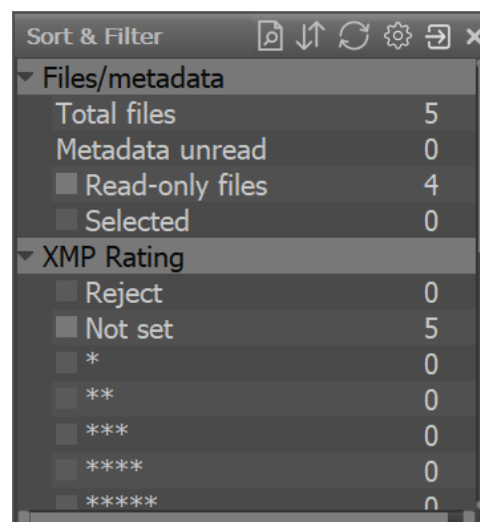 Sort & Filter
Files/metadata
Total files 5
Metadata unread 0
Read-only files 4
Selected 0
XMP Rating
Reject 0
Not set 5
* 0
** 0
*** 0
**** 0
***** 0